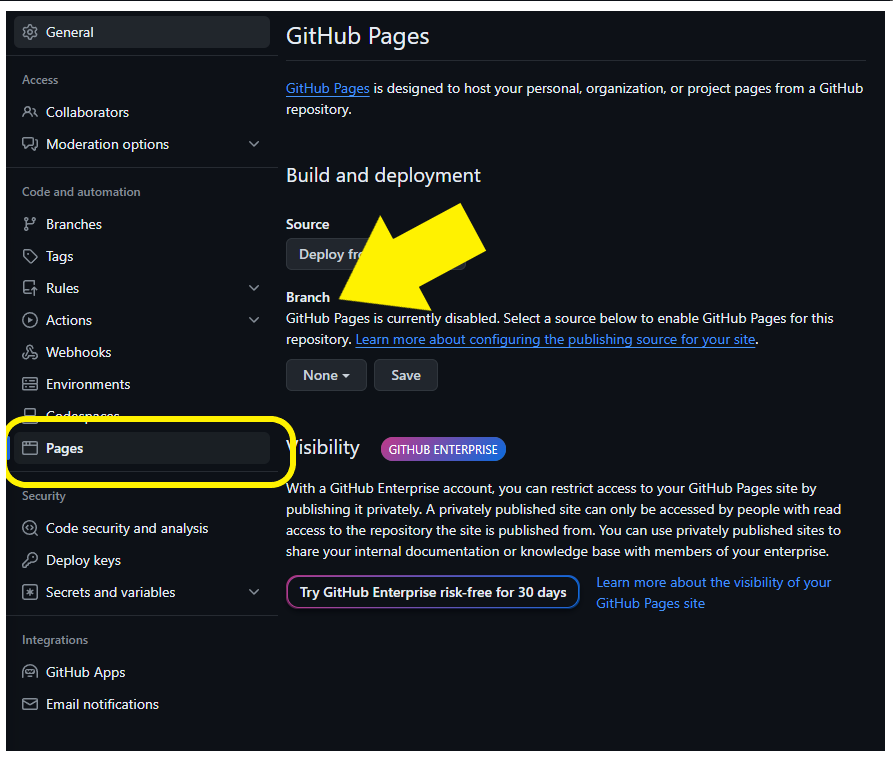 General
Access
Collaborators
Moderation options
Code and automation
Branches
Tags
Rules
Actions
Webhooks
Environments
Codespaces
Pages
Security
Code security and analysis
Deploy keys
Secrets and variables
Integrations
GitHub Apps
Email notifications
GitHub Pages
GitHub Pages is designed to host your personal, organization, or project pages from a GitHub
repository.
Build and deployment
Source
Deploy
Branch
GitHub Pages is currently disabled. Select a source below to enable GitHub Pages for this
repository. Learn more about configuring the publishing source for your site.
None Save
Visibility GITHUB ENTERPRISE
With a GitHub Enterprise account, you can restrict access to your GitHub Pages site by
publishing it privately. A privately published site can only be accessed by people with read
access to the repository the site is published from. You can use privately published sites to
share your internal documentation or knowledge base with members of your enterprise.
Try GitHub Enterprise risk-free for 30 days
Learn more about the visibility of your
GitHub Pages site